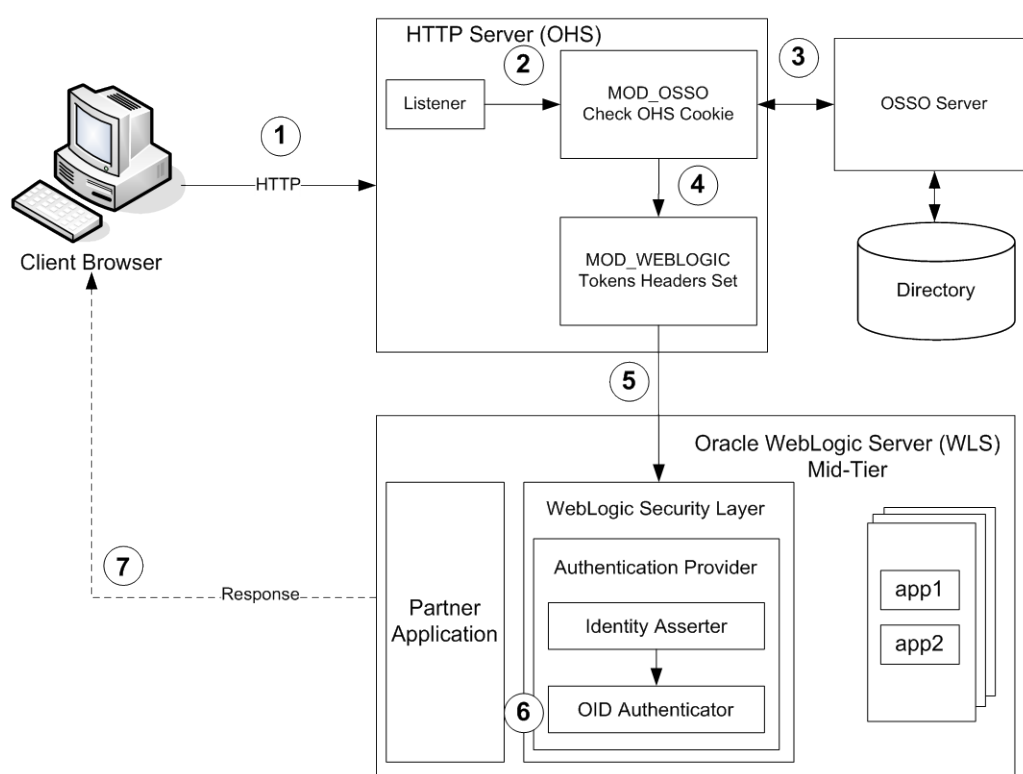 HTTP Server (OHS)
2
3
Listener
MOD_OSSO
Check OHS Cookie
OSSO Server
1
HTTP
4
Client Browser
MOD_WEBLOGIC
Tokens Headers Set
Directory
5
Oracle WebLogic Server (WLS)
Mid-Tier
WebLogic Security Layer
7
Authentication Provider
Response
Partner
Application
Identity Asserter
app1
app2
6
OID Authenticator